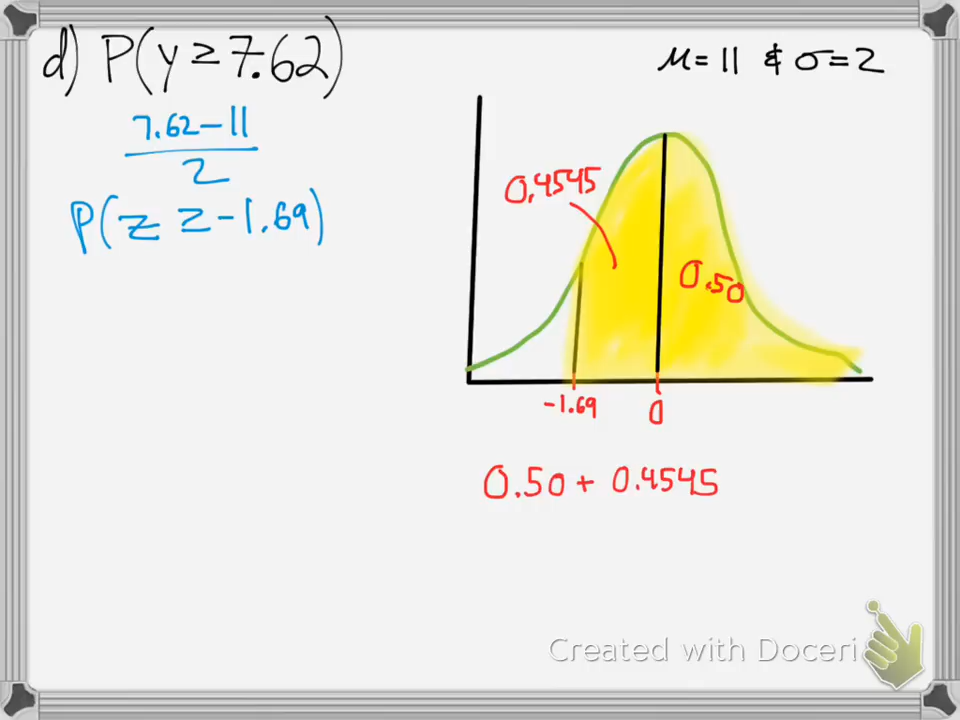 d) P(y ≥ 7.62)
μ = 11 & σ = 2
7.62 - 11
2
P(z ≥ -1.69)
0.4545
0.50
-1.69
0
0.50 + 0.4545
Created with Doceri